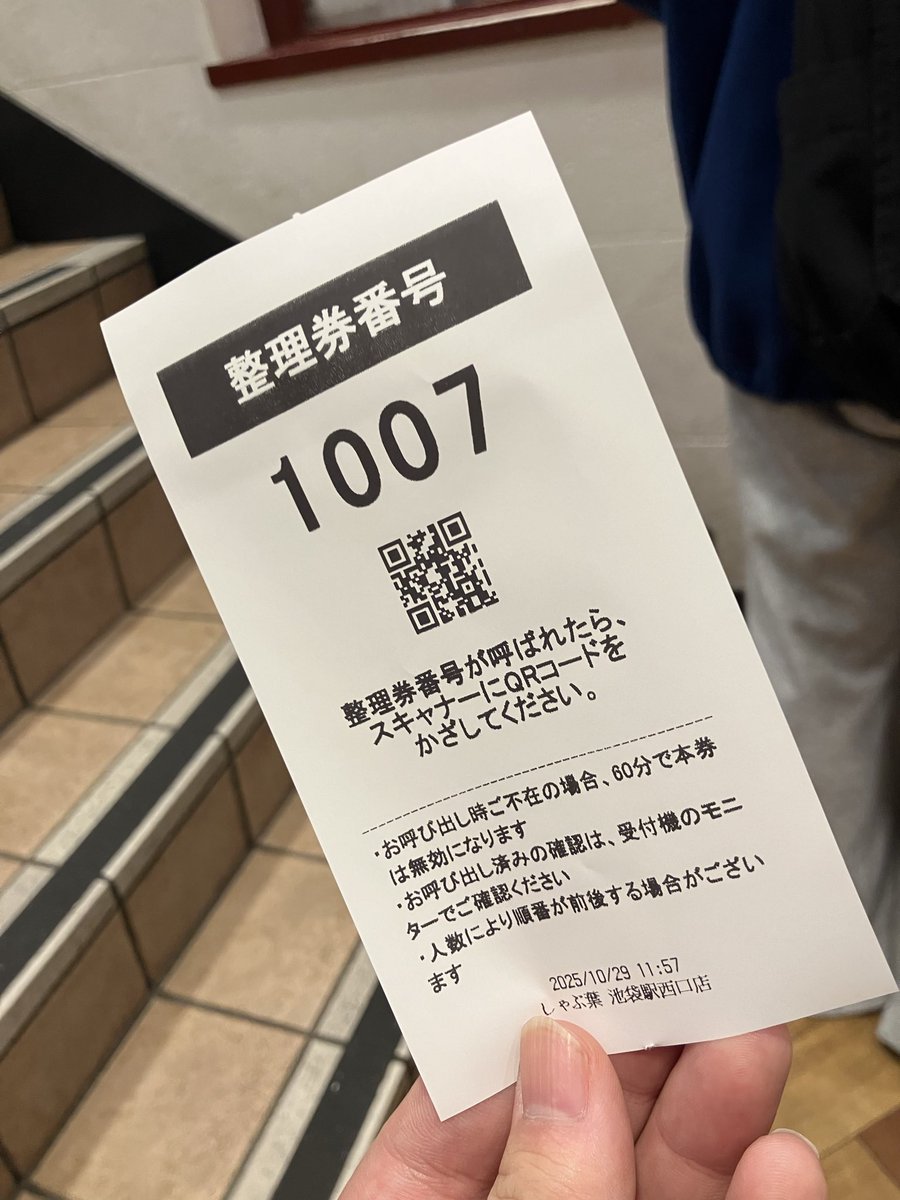 整理券番号
1007
整理券番号が呼ばれたら、
スキャナーにQRコードを
かざしてください。
・お呼び出し時ご不在の場合、60分で本券
は無効になります
・お呼び出し済みの確認は、受付機のモニ
ターでご確認ください
・人数により順番が前後する場合がござい
ます
2025/10/29 11:57
しゃぶ葉 池袋駅西口店